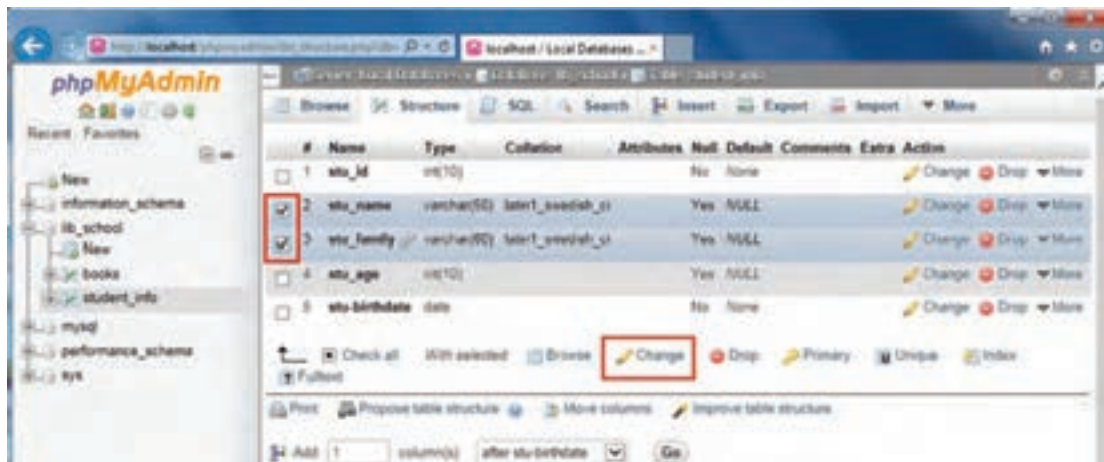 localhost / Local Databases ...
phpMyAdmin
Recent Favorites
New
information_schema
lib_school
New
books
student_info
mysql
performance_schema
sys
Browse Structure SQL Search Insert Export Import More
# Name Type Collation Attributes Null Default Comments Extra Action
1 stu_id int(10) No None Change Drop More
2 stu_name varchar(50) latin1_swedish_ci Yes NULL Change Drop More
3 stu_family latin1_swedish_ci Yes NULL Change Drop More
4 stu_age int(10) Yes NULL Change Drop More
5 stu-birthdate date No None Change Drop More
Check all With selected Browse Change Drop Primary Unique Index
Fulltext
Print Propose table structure Move columns Improve table structure
Add 1 column(s) after stu-birthdate Go